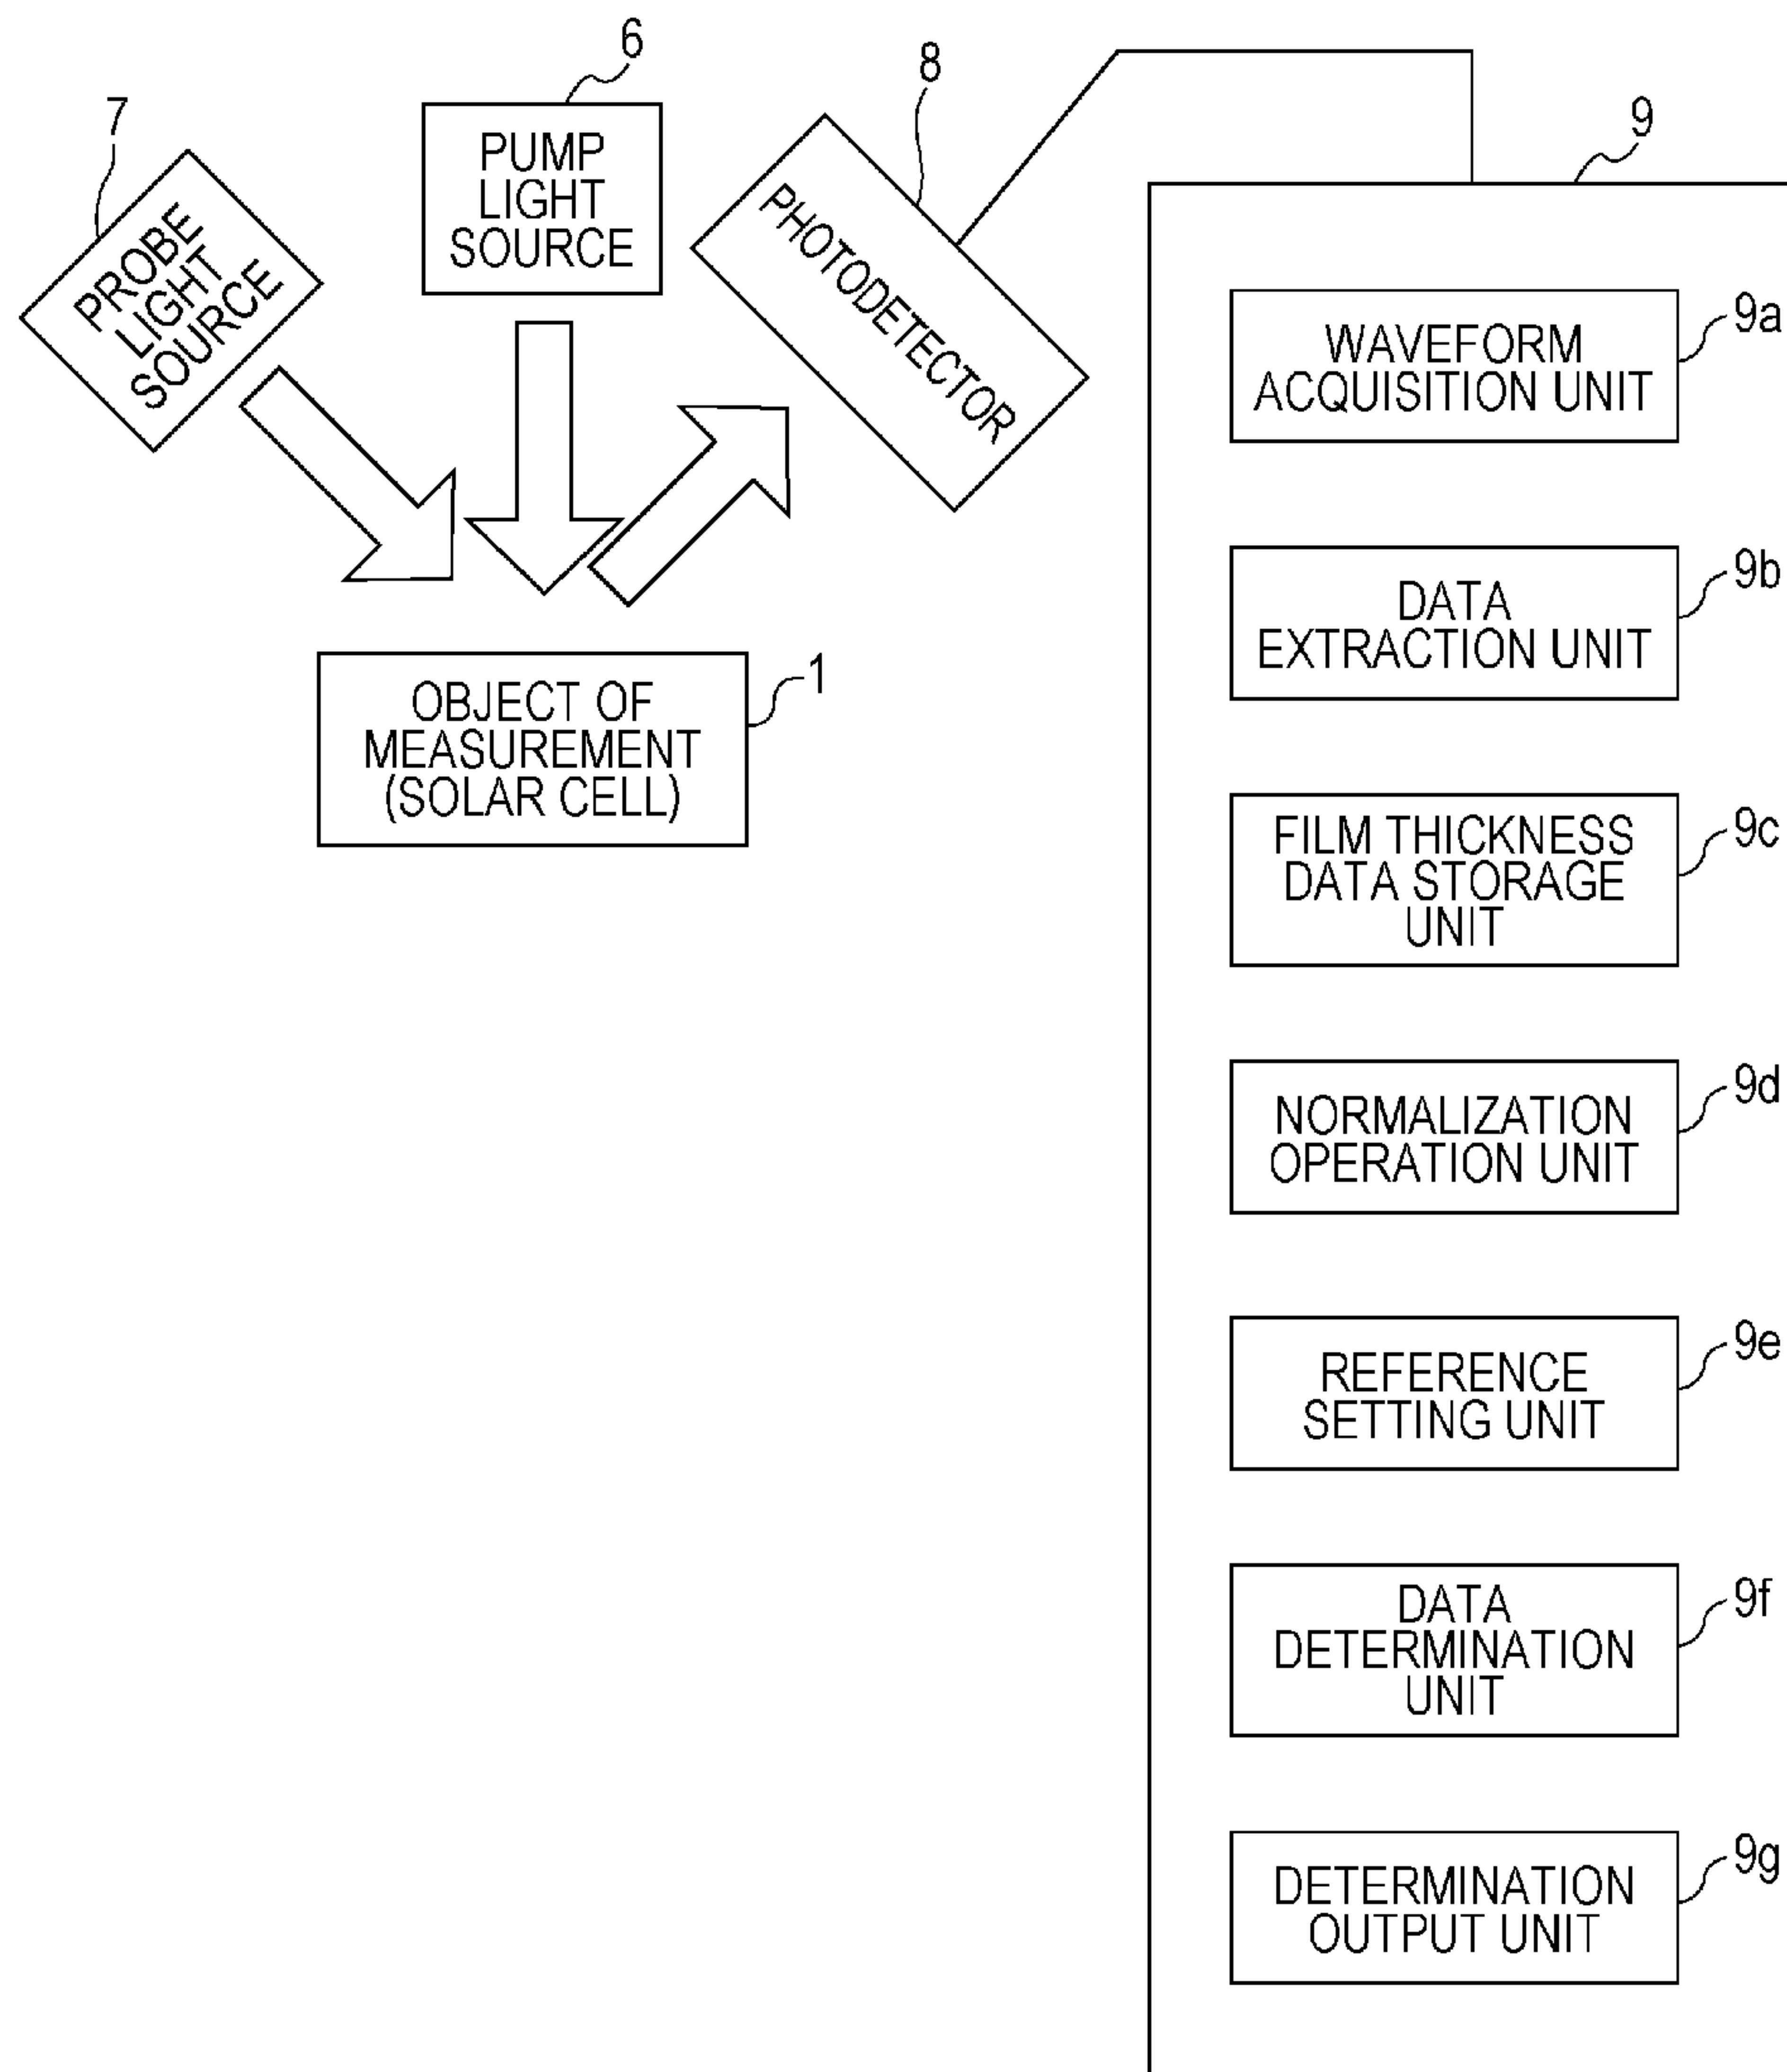 6
8
7
9
PUMP
LIGHT
SOURCE
PROBE
LIGHT
SOURCE
PHOTODETECTOR
OBJECT OF
MEASUREMENT
(SOLAR CELL)
1
WAVEFORM
ACQUISITION UNIT
9a
DATA
EXTRACTION UNIT
9b
FILM THICKNESS
DATA STORAGE
UNIT
9c
NORMALIZATION
OPERATION UNIT
9d
REFERENCE
SETTING UNIT
9e
DATA
DETERMINATION
UNIT
9f
DETERMINATION
OUTPUT UNIT
9g